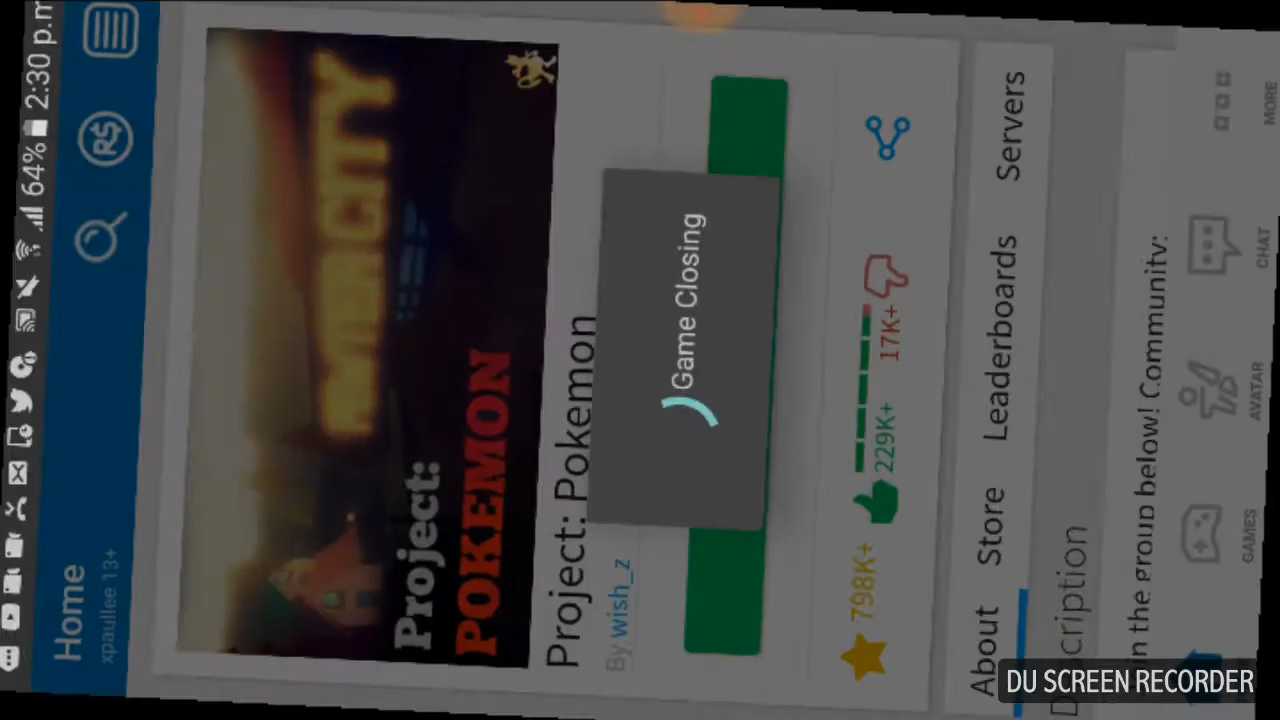 64% 2:30 p.m
Home
xpaullee 13+
R$
Project:
POKEMON
Project: Pokemon
By wish_z
Game Closing
798K+
229K+
17K+
About
Store
Leaderboards
Servers
in the group below! Community:
GAMES
AVATAR
CHAT
MORE
DU SCREEN RECORDER